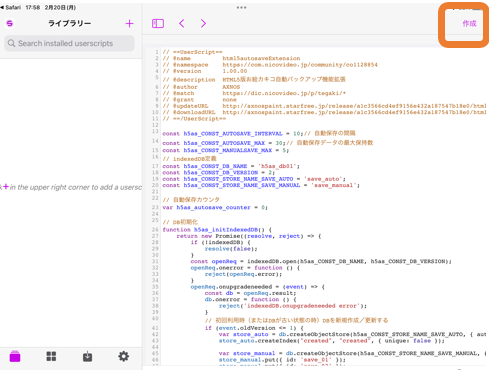 Safari 17:58 2月20日(月)
ライブラリー
作成
Search installed userscripts
in the upper right corner to add a usersc
1 // ==UserScript==
2 // @name html5autosaveExtension
3 // @namespace https://com.nicovideo.jp/community/co1128854
4 // @version 1.00.00
5 // @description HTML5版お絵カキコ自動バックアップ機能拡張
6 // @author AXNOS
7 // @match https://dic.nicovideo.jp/p/tegaki/*
8 // @grant none
9 // @updateURL http://axnospaint.starfree.jp/release/a1c3566cd4ef9156e432a187547b18e0/html
10 // @downloadURL http://axnospaint.starfree.jp/release/a1c3566cd4ef9156e432a187547b18e0/html
11 // ==/UserScript==
12
13 const h5as_CONST_AUTOSAVE_INTERVAL = 10;// 自動保存の間隔
14 const h5as_CONST_AUTOSAVE_MAX = 30;// 自動保存データの最大保持数
15 const h5as_CONST_MANUALSAVE_MAX = 5;
16 // indexedDB定義
17 const h5as_CONST_DB_NAME = 'h5as_db01';
18 const h5as_CONST_DB_VERSION = 2;
19 const h5as_CONST_STORE_NAME_SAVE_AUTO = 'save_auto';
20 const h5as_CONST_STORE_NAME_SAVE_MANUAL = 'save_manual';
21
22 // 自動保存カウンタ
23 var h5as_autosave_counter = 0;
24
25 // DB初期化
26 function h5as_initIndexedDB() {
27 return new Promise((resolve, reject) => {
28 if (!indexedDB) {
29 resolve(false);
30 }
31 const openReq = indexedDB.open(h5as_CONST_DB_NAME, h5as_CONST_DB_VERSION);
32 openReq.onerror = function () {
33 reject(openReq.error);
34 }
35 openReq.onupgradeneeded = (event) => {
36 const db = openReq.result;
37 db.onerror = function () {
38 reject('indexedDB.onupgradeneeded error');
39 }
40 // 初回利用時(またはDBが古い状態の時)DBを新規作成／更新する
41 if (event.oldVersion <= 1) {
42 var store_auto = db.createObjectStore(h5as_CONST_STORE_NAME_SAVE_AUTO, { aut
43 store_auto.createIndex("created", "created", { unique: false });
44
45 var store_manual = db.createObjectStore(h5as_CONST_STORE_NAME_SAVE_MANUAL, {
46 store_manual.put({ id: 'save_01' });